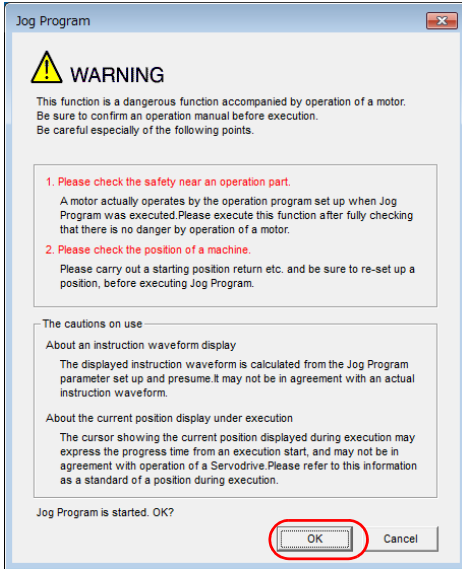 Jog Program
WARNING
This function is a dangerous function accompanied by operation of a motor.
Be sure to confirm an operation manual before execution.
Be careful especially of the following points.
1. Please check the safety near an operation part.
A motor actually operates by the operation program set up when Jog
Program was executed.Please execute this function after fully checking
that there is no danger by operation of a motor.
2. Please check the position of a machine.
Please carry out a starting position return etc. and be sure to re-set up a
position, before executing Jog Program.
The cautions on use
About an instruction waveform display
The displayed instruction waveform is calculated from the Jog Program
parameter set up and presume.It may not be in agreement with an actual
instruction waveform.
About the current position display under execution
The cursor showing the current position displayed during execution may
express the progress time from an execution start, and may not be in
agreement with operation of a Servodrive.Please refer to this information
as a standard of a position during execution.
Jog Program is started. OK?
OK Cancel